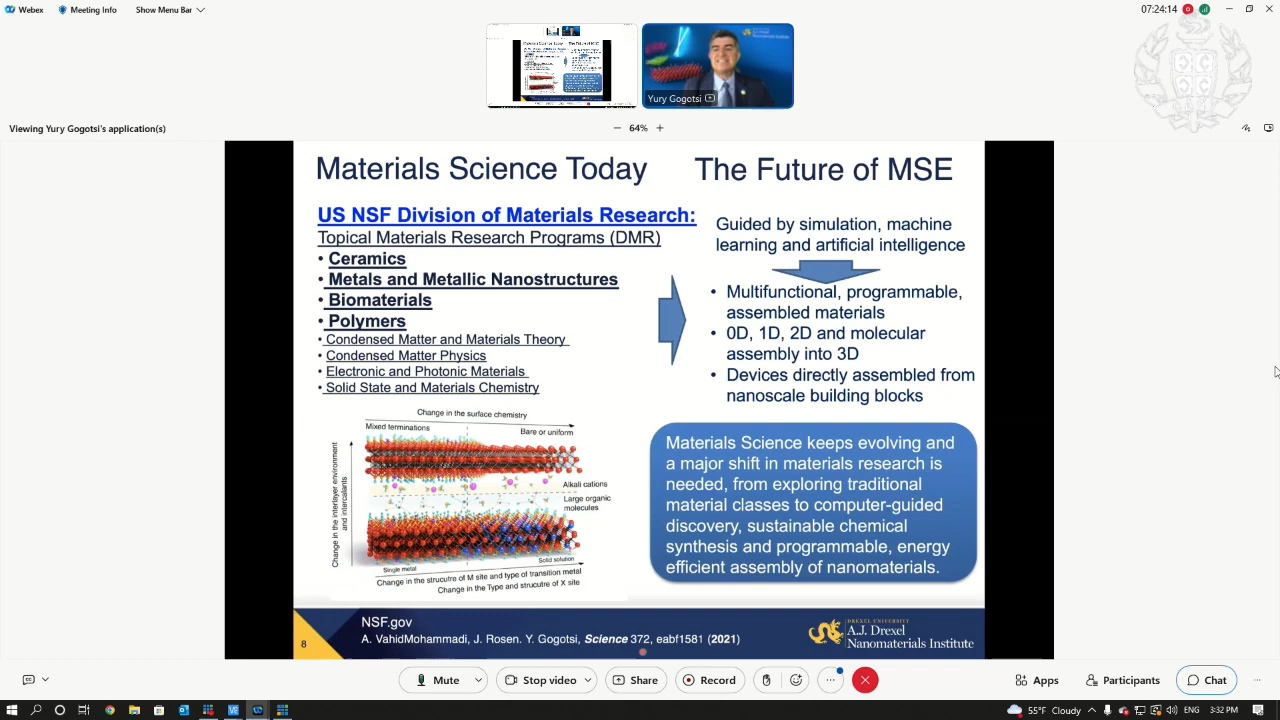 Webex
Meeting Info
Show Menu Bar
07:24:14
Yury Gogotsi
Viewing Yury Gogotsi's application(s)
− 64% +
Materials Science Today
US NSF Division of Materials Research:
Topical Materials Research Programs (DMR)
• Ceramics
• Metals and Metallic Nanostructures
• Biomaterials
• Polymers
• Condensed Matter and Materials Theory
• Condensed Matter Physics
• Electronic and Photonic Materials
• Solid State and Materials Chemistry
Change in the surface chemistry
Mixed terminations
Bare or uniform
Change in the interlayer environment
and intercalants
Alkali cations
Large organic
molecules
Single metal
Solid solution
Change in the strucutre of M site and type of transition metal
Change in the Type and strucutre of X site
The Future of MSE
Guided by simulation, machine
learning and artificial intelligence
• Multifunctional, programmable,
assembled materials
• 0D, 1D, 2D and molecular
assembly into 3D
• Devices directly assembled from
nanoscale building blocks
Materials Science keeps evolving and
a major shift in materials research is
needed, from exploring traditional
material classes to computer-guided
discovery, sustainable chemical
synthesis and programmable, energy
efficient assembly of nanomaterials.
8
NSF.gov
A. VahidMohammadi, J. Rosen. Y. Gogotsi, Science 372, eabf1581 (2021)
DREXEL UNIVERSITY
A.J. Drexel
Nanomaterials Institute
Mute
Stop video
Share
Record
Apps
Participants
Chat
55°F Cloudy
ENG
3:32 PM